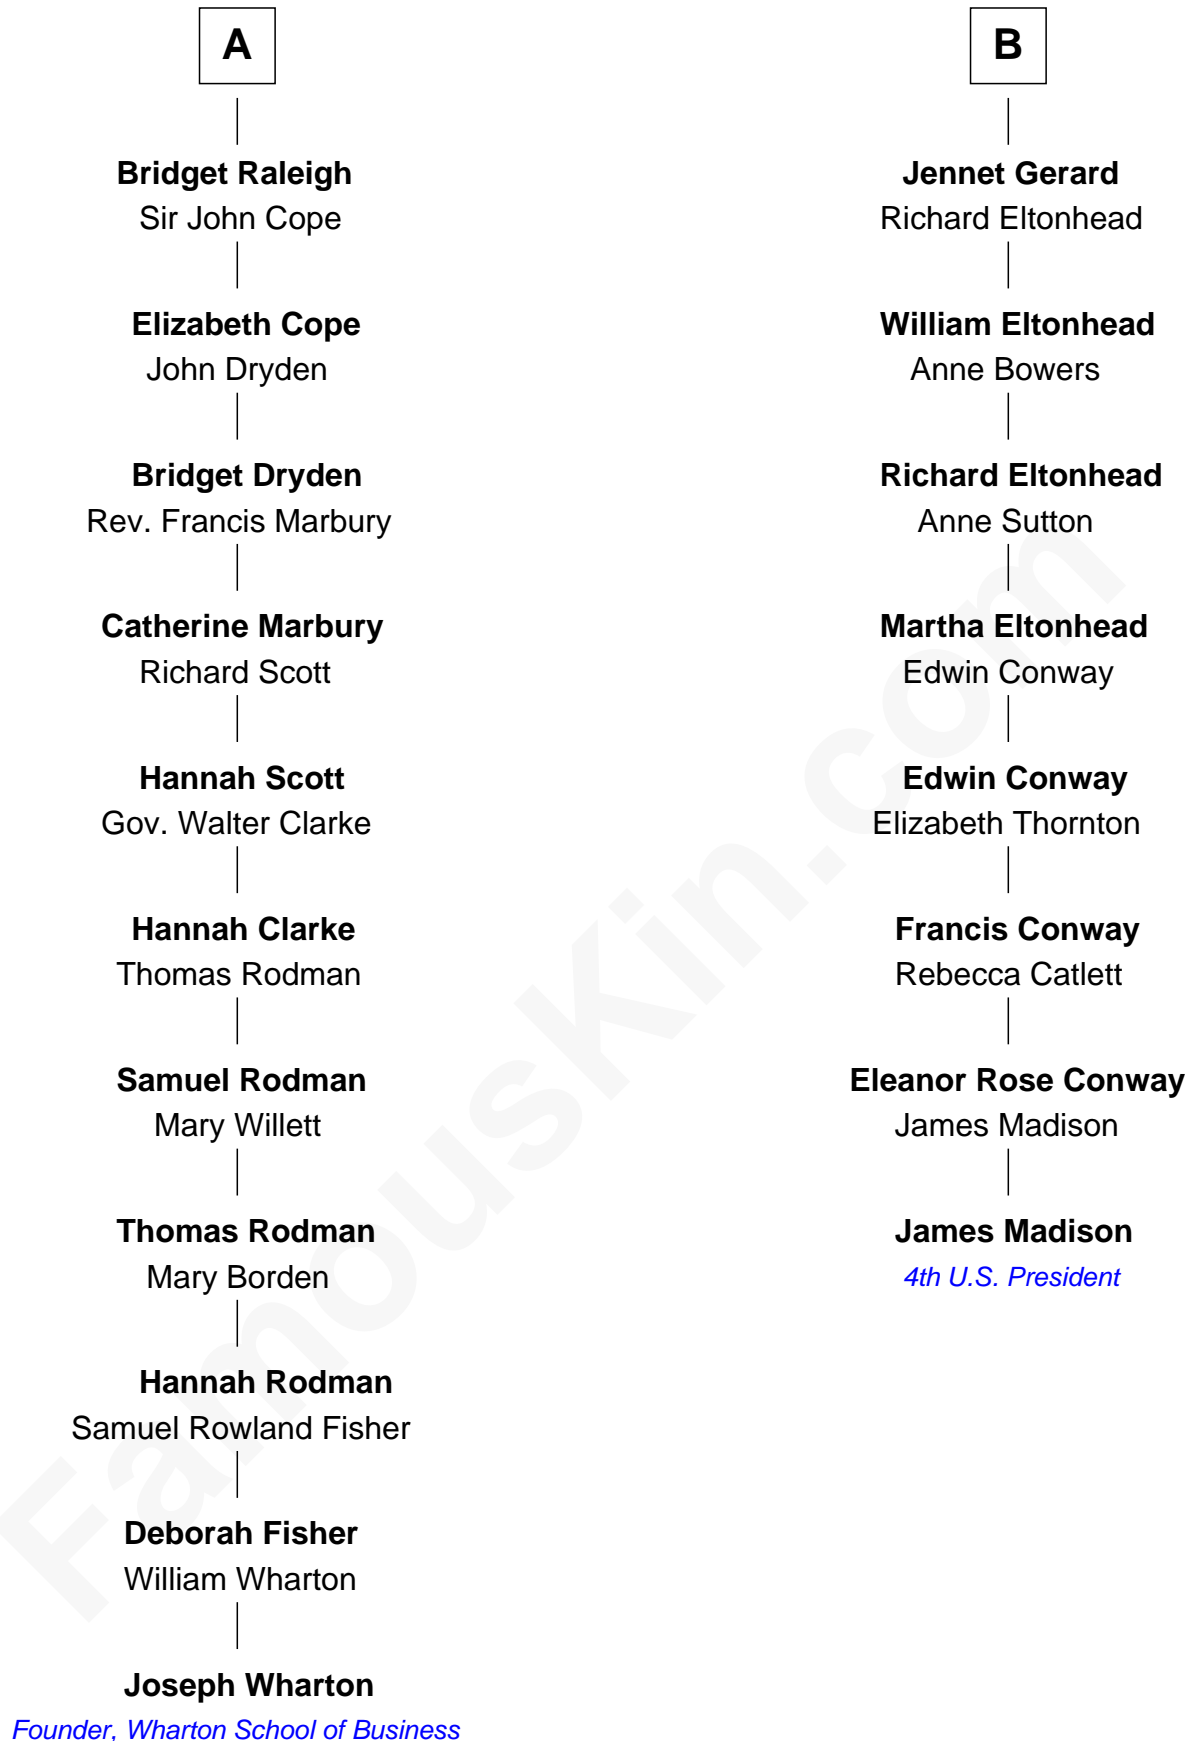 A
Bridget Raleigh
Sir John Cope
Elizabeth Cope
John Dryden
Bridget Dryden
Rev. Francis Marbury
Catherine Marbury
Richard Scott
Hannah Scott
Gov. Walter Clarke
Hannah Clarke
Thomas Rodman
Samuel Rodman
Mary Willett
Thomas Rodman
Mary Borden
Hannah Rodman
Samuel Rowland Fisher
Deborah Fisher
William Wharton
Joseph Wharton
Founder, Wharton School of Business
B
Jennet Gerard
Richard Eltonhead
William Eltonhead
Anne Bowers
Richard Eltonhead
Anne Sutton
Martha Eltonhead
Edwin Conway
Edwin Conway
Elizabeth Thornton
Francis Conway
Rebecca Catlett
Eleanor Rose Conway
James Madison
James Madison
4th U.S. President
FamousKin.com